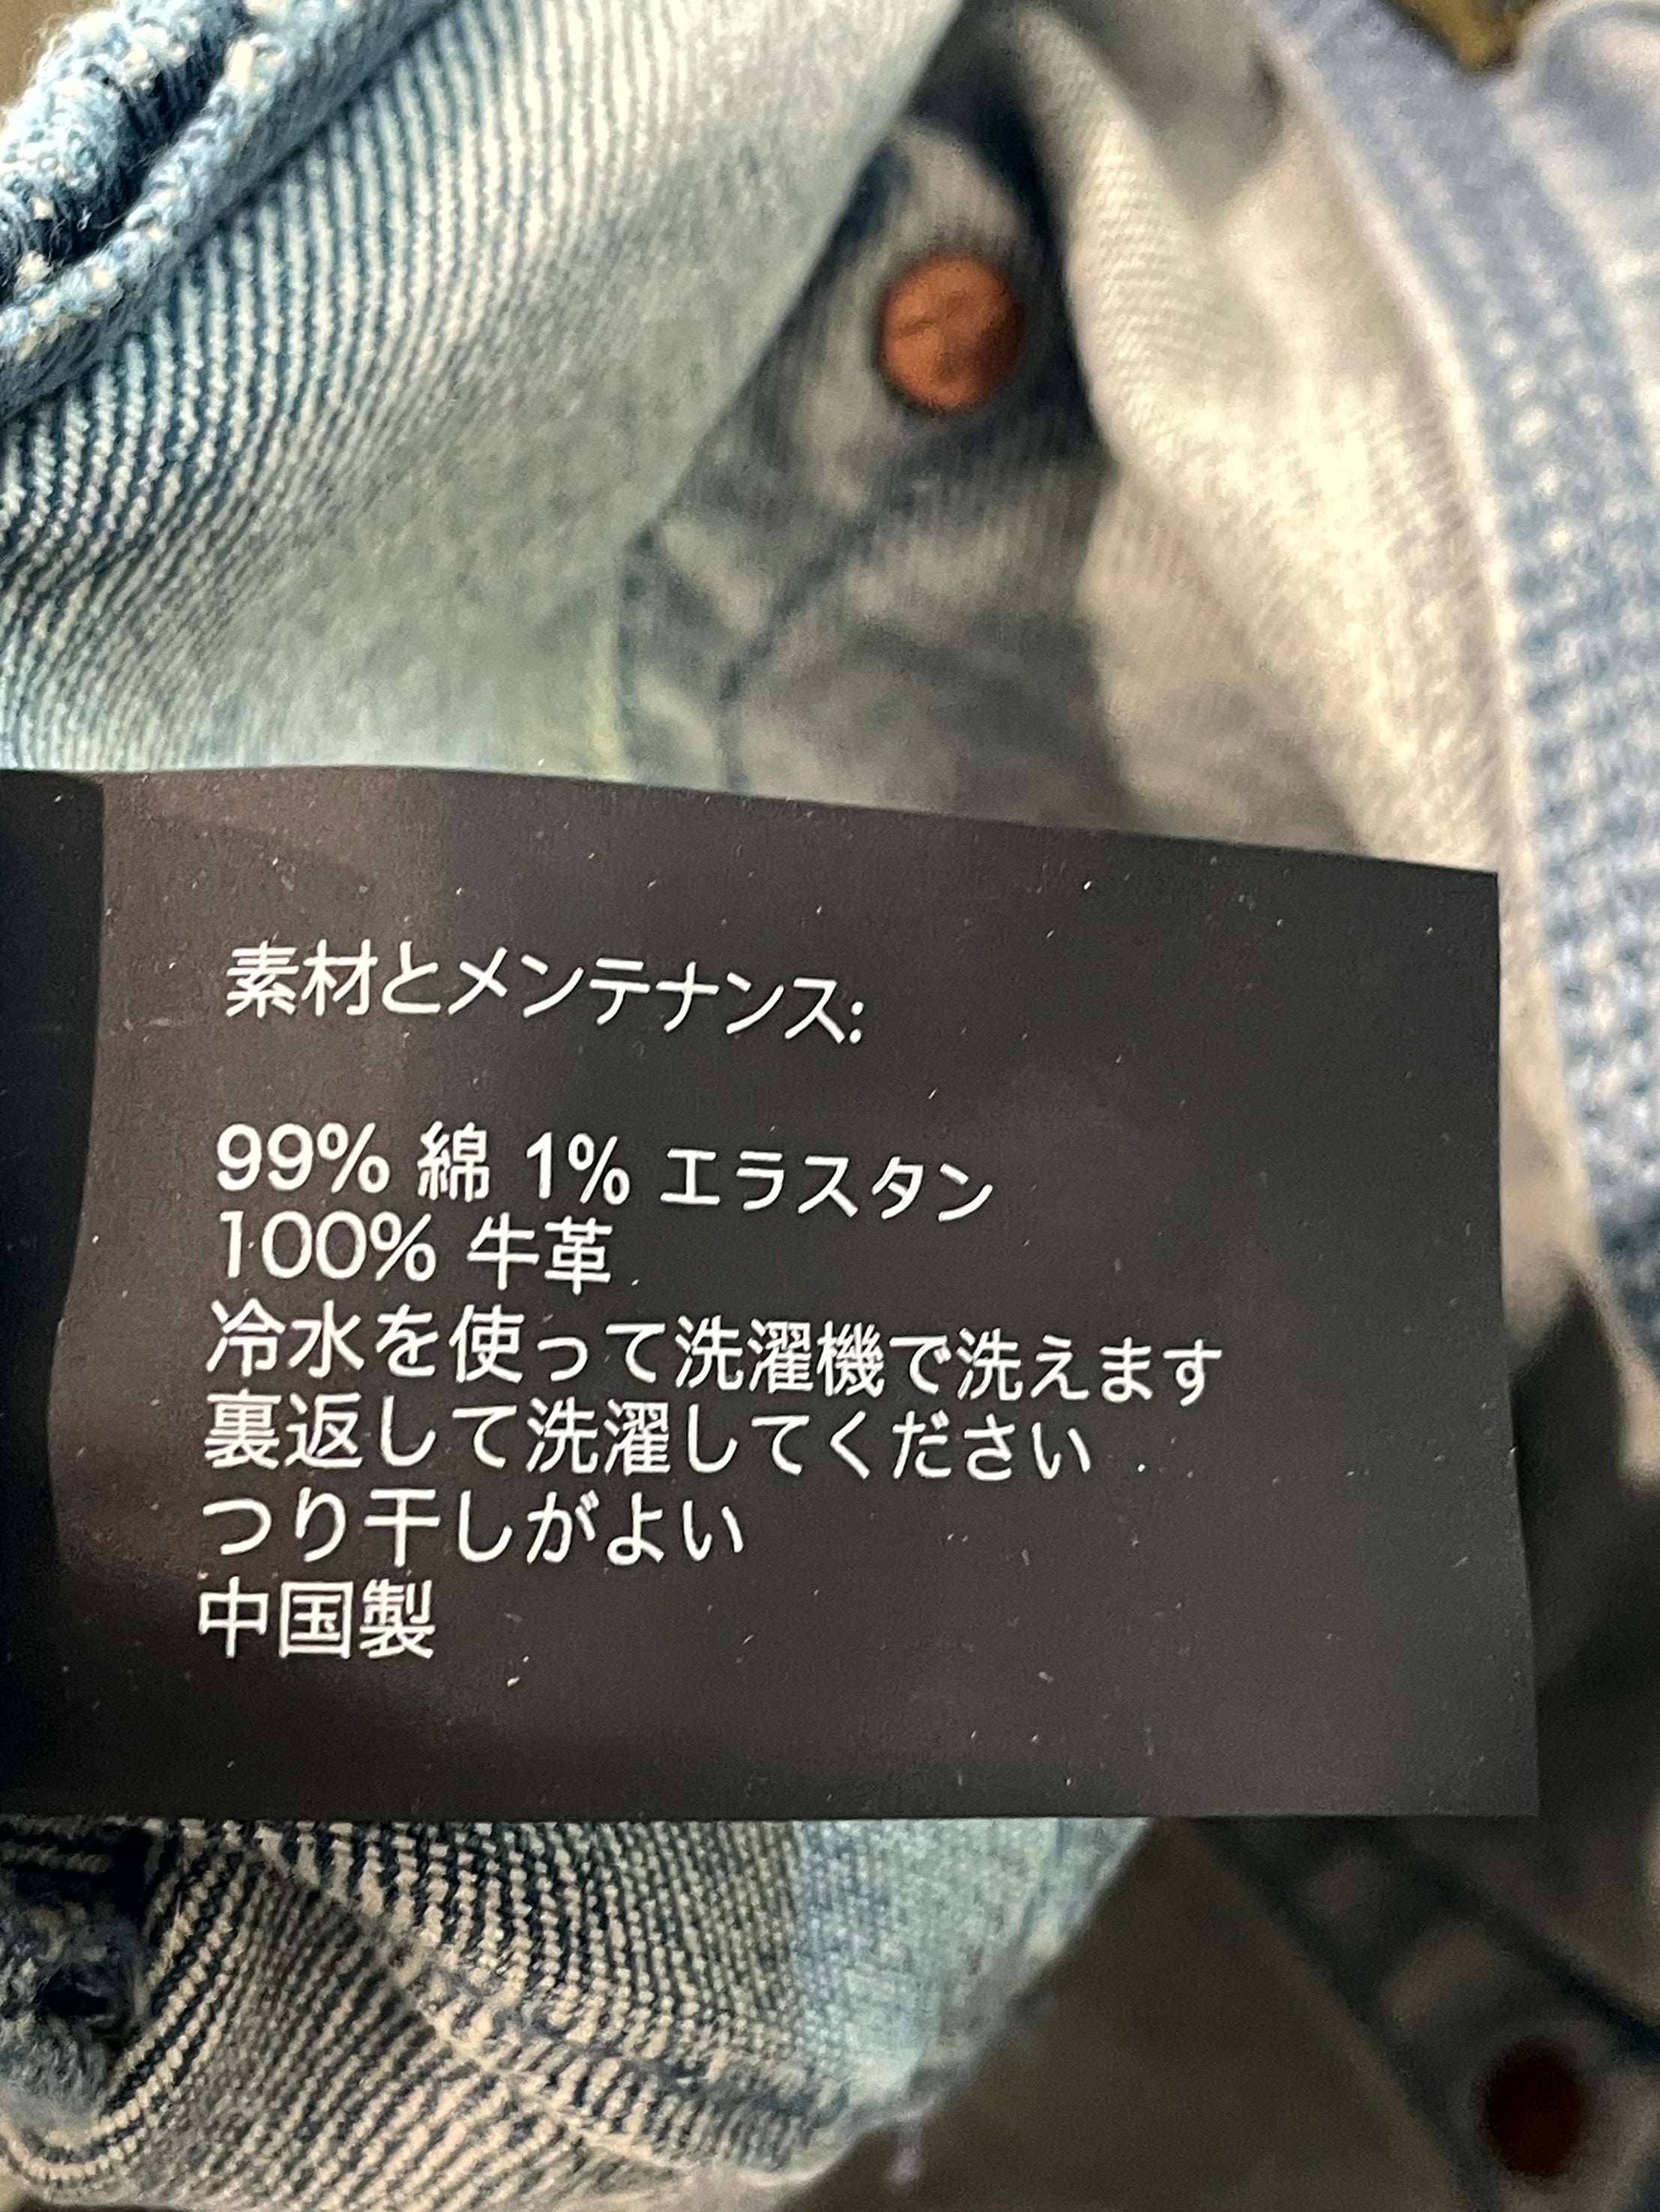 素材とメンテナンス:
99% 綿 1% エラスタン
100% 牛革
冷水を使って洗濯機で洗えます
裏返して洗濯してください
つり干しがよい
中国製